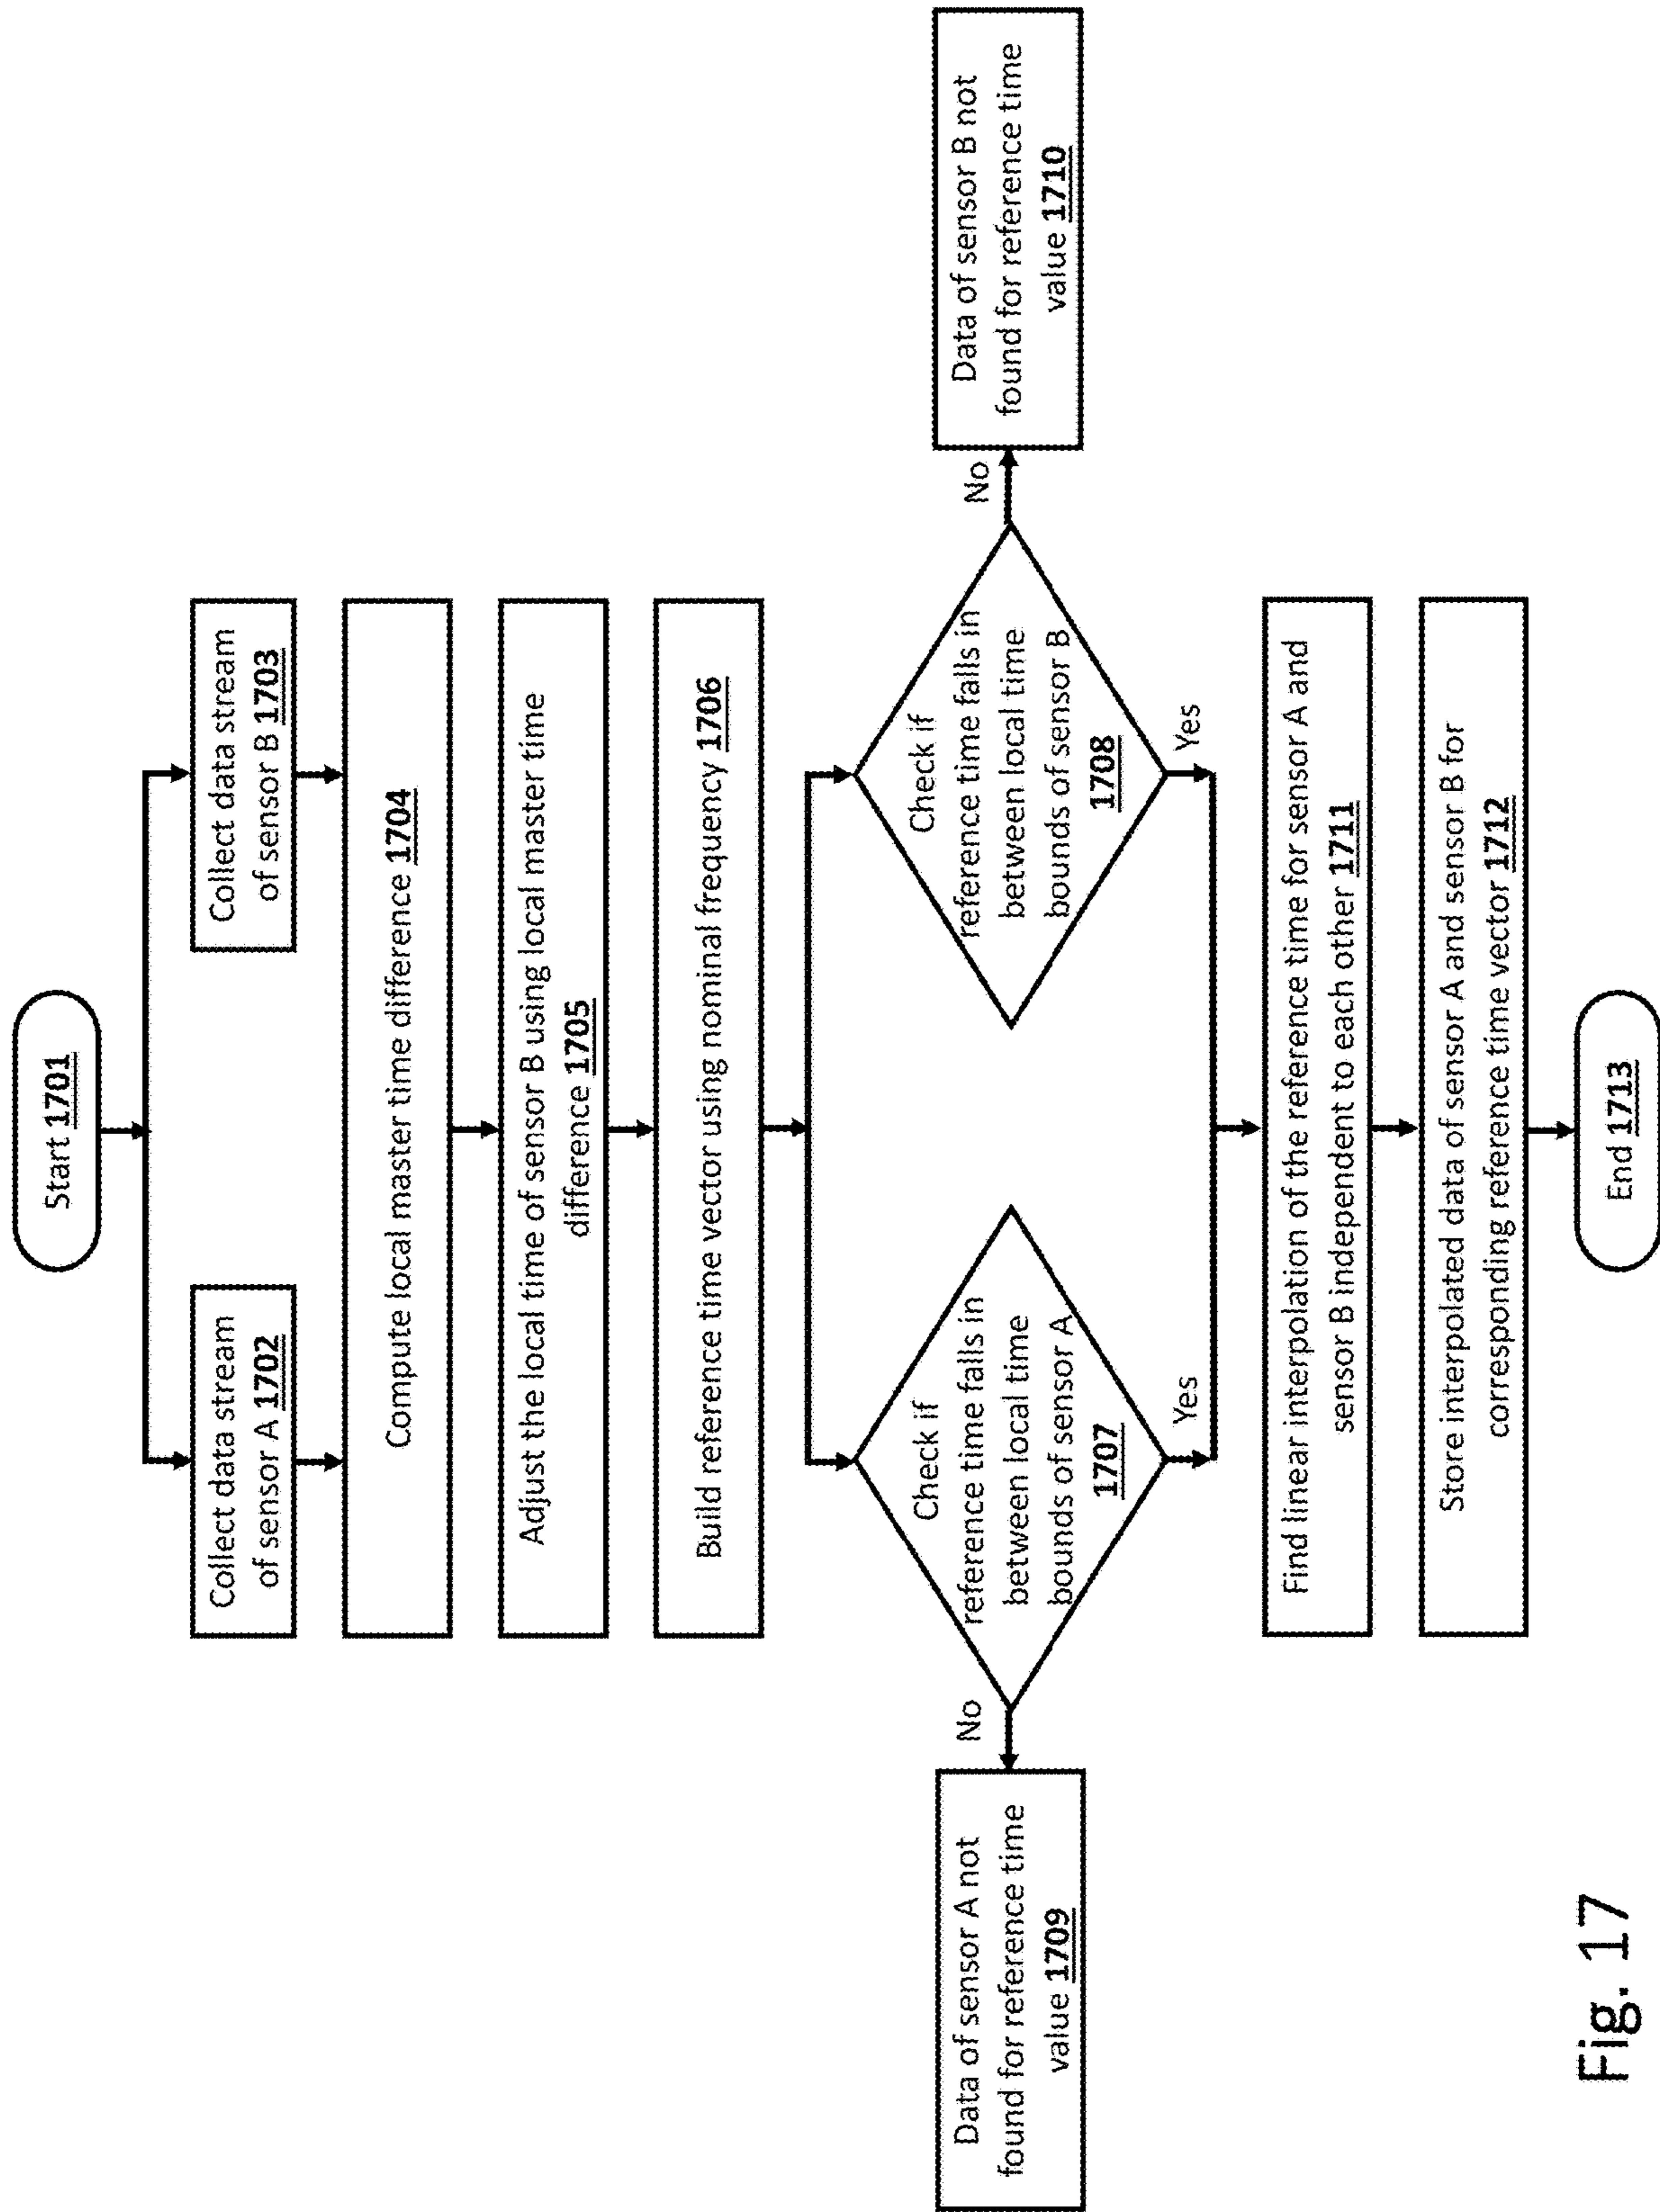 Start 1701
Collect data stream
of sensor A 1702
Collect data stream
of sensor B 1703
Compute local master time difference 1704
Adjust the local time of sensor B using local master time
difference 1705
Build reference time vector using nominal frequency 1706
Check if
reference time falls in
between local time
bounds of sensor A
1707
Check if
reference time falls in
between local time
bounds of sensor B
1708
No
No
Data of sensor A not
found for reference time
value 1709
Data of sensor B not
found for reference time
value 1710
Yes
Yes
Find linear interpolation of the reference time for sensor A and
sensor B independent to each other 1711
Store interpolated data of sensor A and sensor B for
corresponding reference time vector 1712
End 1713
Fig. 17